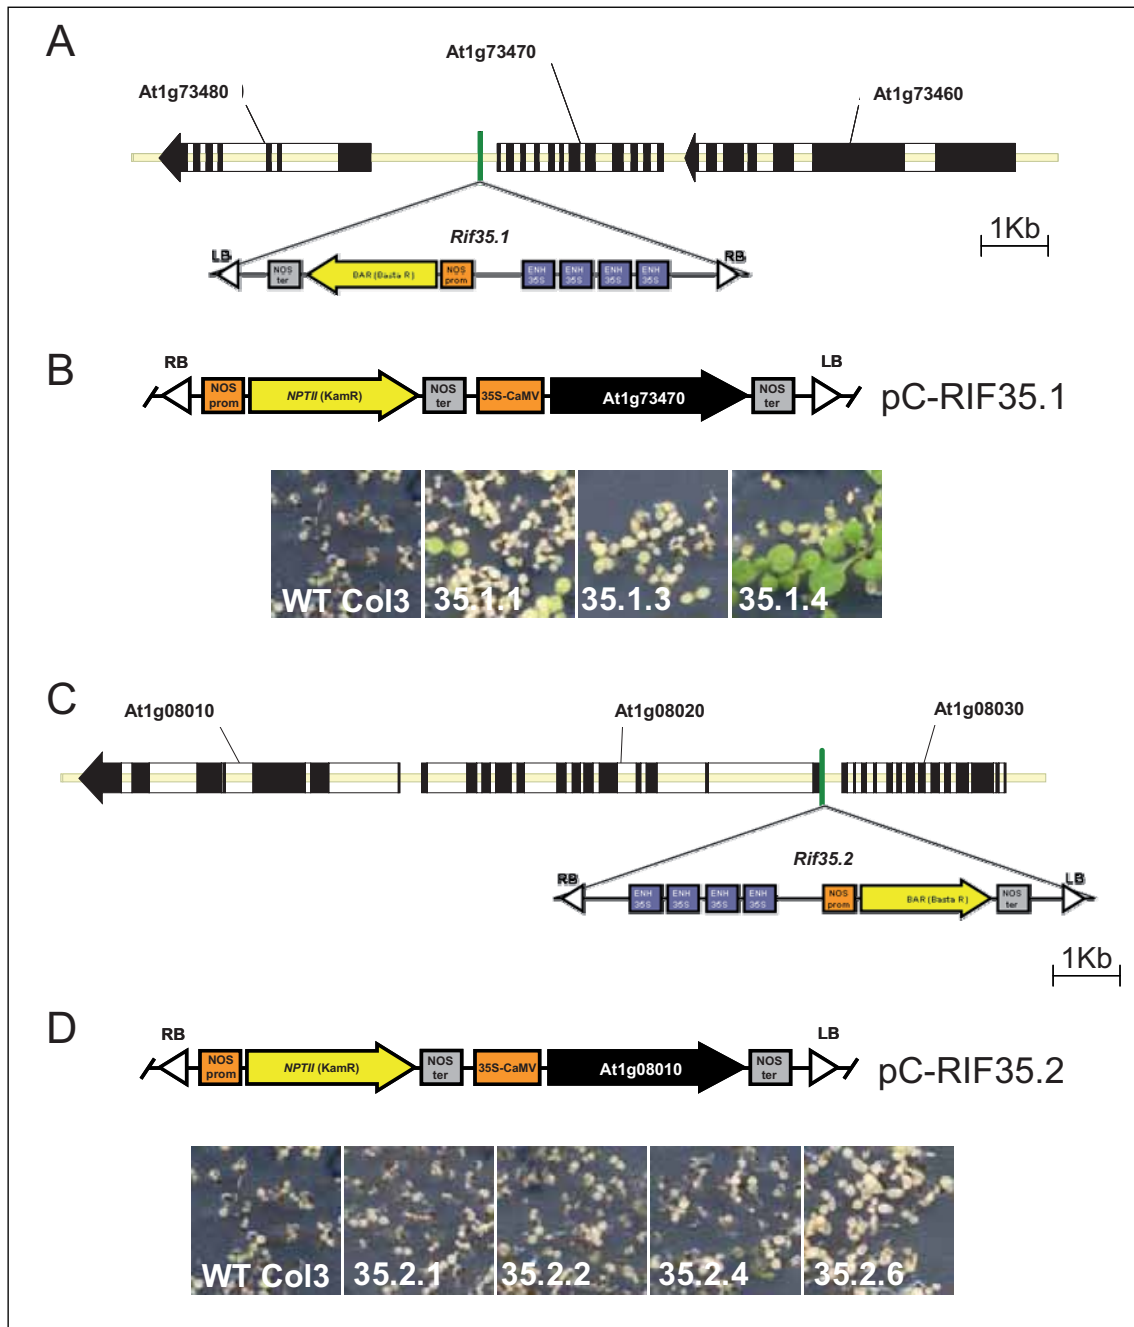 A
At1g73480
At1g73470
At1g73460
1Kb
Rif35.1
LB
NOS ter
BAR (Basta R)
NOS prom
ENH 35S
ENH 35S
ENH 35S
ENH 35S
RB
B
RB
NOS prom
NPTII (KamR)
NOS ter
35S-CaMV
At1g73470
NOS ter
LB
pC-RIF35.1
WT Col3
35.1.1
35.1.3
35.1.4
C
At1g08010
At1g08020
At1g08030
Rif35.2
RB
ENH 35S
ENH 35S
ENH 35S
ENH 35S
NOS prom
BAR (Basta R)
NOS ter
LB
1Kb
D
RB
NOS prom
NPTII (KamR)
NOS ter
35S-CaMV
At1g08010
NOS ter
LB
pC-RIF35.2
WT Col3
35.2.1
35.2.2
35.2.4
35.2.6